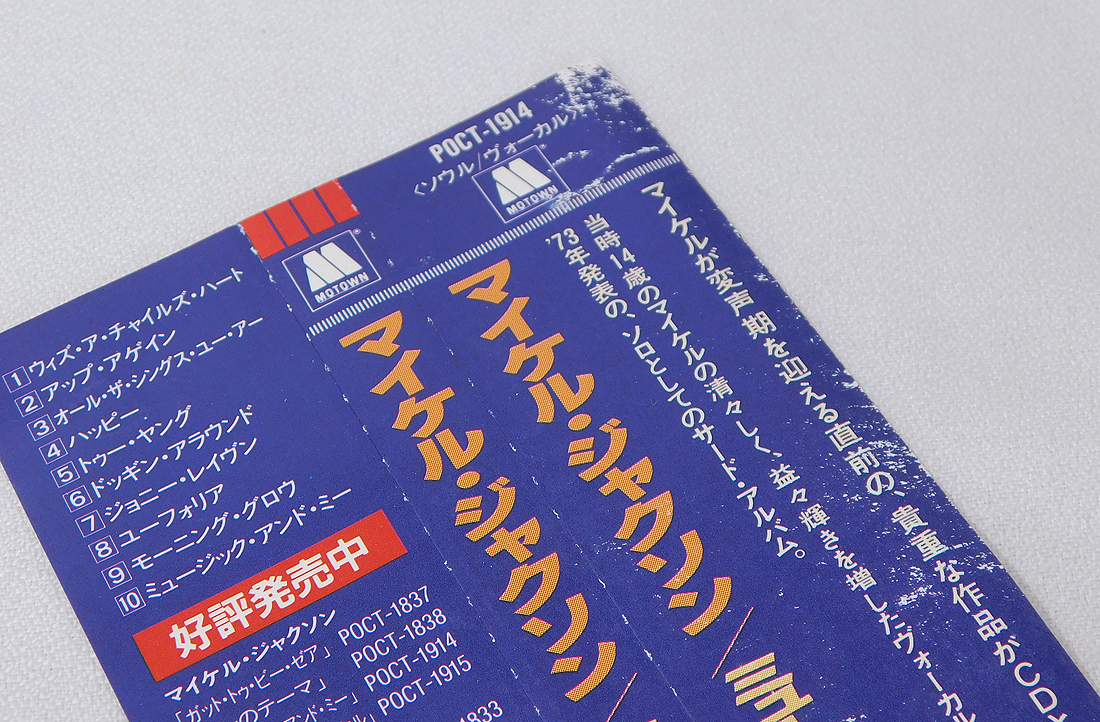 POCT-1914
〈ソウル/ヴォーカル〉
MOTOWN
マイケルが変声期を迎える直前の、貴重な作品がCD
当時14歳のマイケルの清々しく、益々輝きを増したヴォーカル
'73年発表の、ソロとしてのサード・アルバム。
マイケル・ジャクソン/ミュ
MOTOWN
マイケル・ジャクソン/
1 ウィズ・ア・チャイルズ・ハート
2 アップ・アゲイン
3 オール・ザ・シングス・ユー・アー
4 ハッピー
5 トゥー・ヤング
6 ドッギン・アラウンド
7 ジョニー・レイヴン
8 ユーフォリア
9 モーニング・グロウ
10 ミュージック・アンド・ミー
好評発売中
マイケル・ジャクソン
「ガット・トゥ・ビー・ゼア」 POCT-1837
のテーマ」 POCT-1838
アンド・ミー」 POCT-1914
ル」 POCT-1915
1833